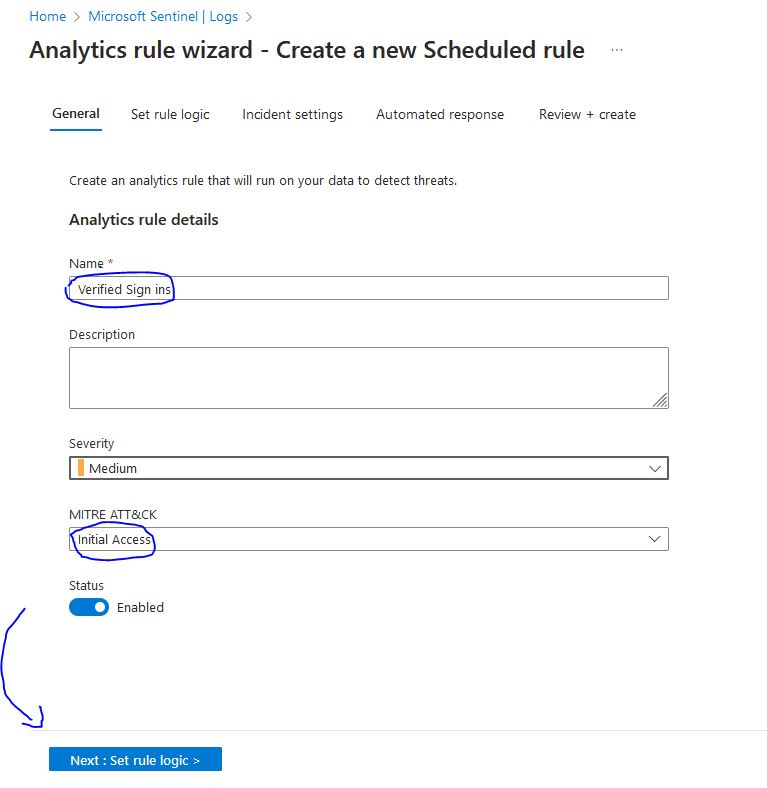 Home > Microsoft Sentinel | Logs >
Analytics rule wizard - Create a new Scheduled rule ...
General Set rule logic Incident settings Automated response Review + create
Create an analytics rule that will run on your data to detect threats.
Analytics rule details
Name *
Verified Sign ins
Description
Severity
Medium
MITRE ATT&CK
Initial Access
Status
Enabled
Next : Set rule logic >